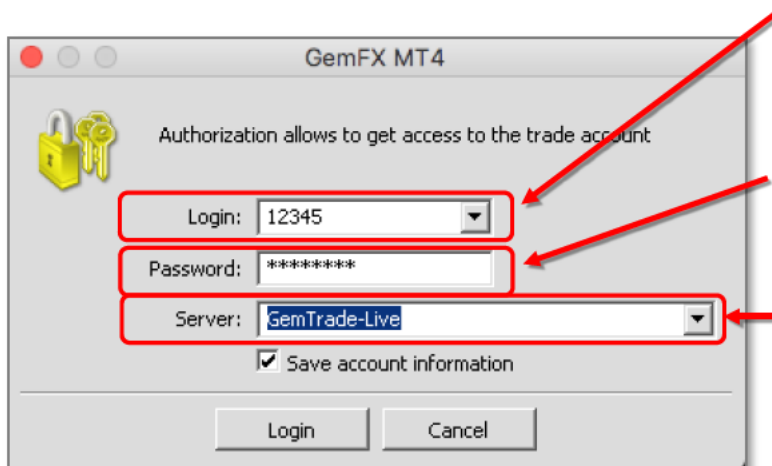 GemFX MT4
Authorization allows to get access to the trade account
Login: 12345
Password: ********
Server: GemTrade-Live
Save account information
Login Cancel